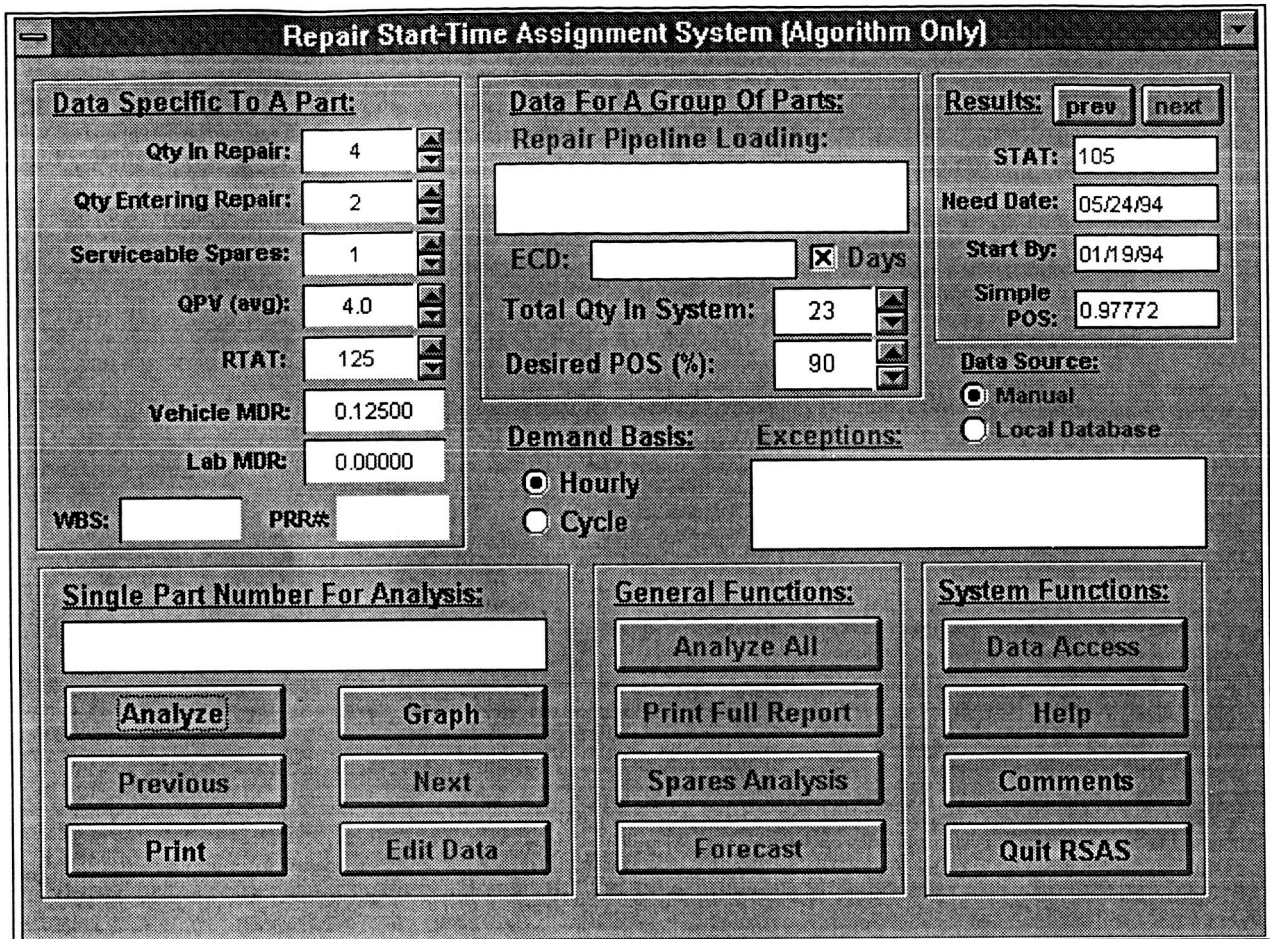 Repair Start-Time Assignment System (Algorithm Only)
Data Specific To A Part:
Qty In Repair: 4
Qty Entering Repair: 2
Serviceable Spares: 1
QPV (avg): 4.0
RTAT: 125
Vehicle MDR: 0.12500
Lab MDR: 0.00000
WBS: PRR#:
Data For A Group Of Parts:
Repair Pipeline Loading:
ECD: Days
Total Qty In System: 23
Desired POS (%): 90
Results: prev next
STAT: 105
Need Date: 05/24/94
Start By: 01/19/94
Simple
POS: 0.97772
Data Source:
Manual
Local Database
Demand Basis:
Hourly
Cycle
Exceptions:
Single Part Number For Analysis:
Analyze Graph
Previous Next
Print Edit Data
General Functions:
Analyze All
Print Full Report
Spares Analysis
Forecast
System Functions:
Data Access
Help
Comments
Quit RSAS